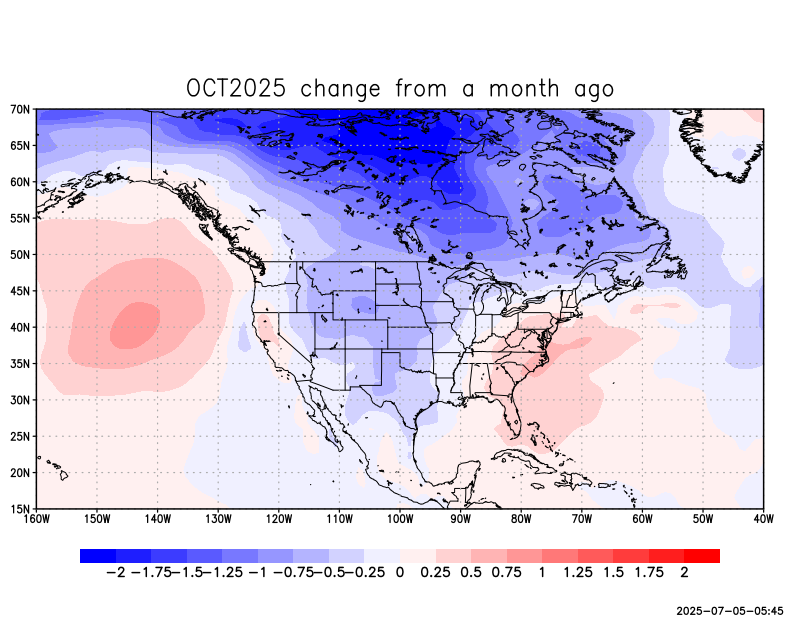 OCT2025 change from a month ago
70N
65N
60N
55N
50N
45N
40N
35N
30N
25N
20N
15N
160W 150W 140W 130W 120W 110W 100W 90W 80W 70W 60W 50W 40W
-2 -1.75 -1.5 -1.25 -1 -0.75 -0.5 -0.25 0 0.25 0.5 0.75 1 1.25 1.5 1.75 2
2025-07-05-05:45